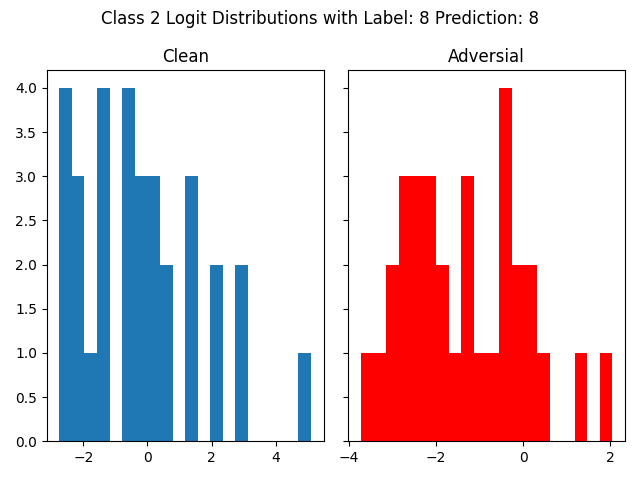 Class 2 Logit Distributions with Label: 8 Prediction: 8
Clean
Adversial
4.0
3.5
3.0
2.5
2.0
1.5
1.0
0.5
0.0
−2 0 2 4
−4 −2 0 2